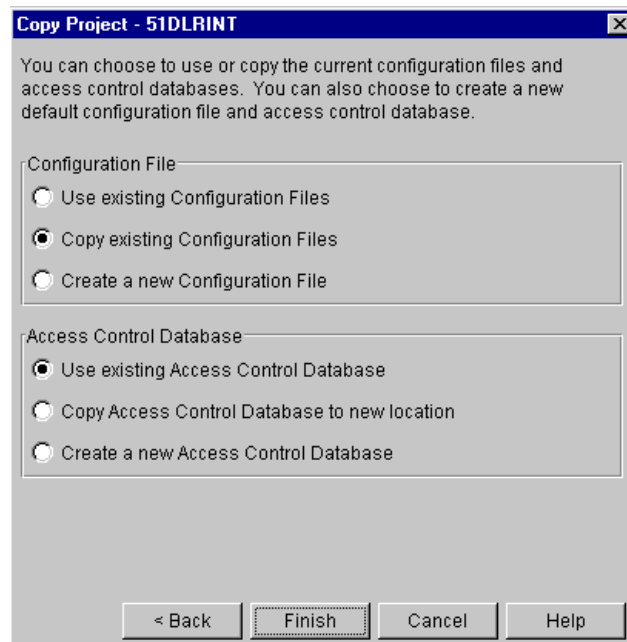 Copy Project - 51DLRINT
You can choose to use or copy the current configuration files and
access control databases. You can also choose to create a new
default configuration file and access control database.
Configuration File
Use existing Configuration Files
Copy existing Configuration Files
Create a new Configuration File
Access Control Database
Use existing Access Control Database
Copy Access Control Database to new location
Create a new Access Control Database
< Back
Finish
Cancel
Help